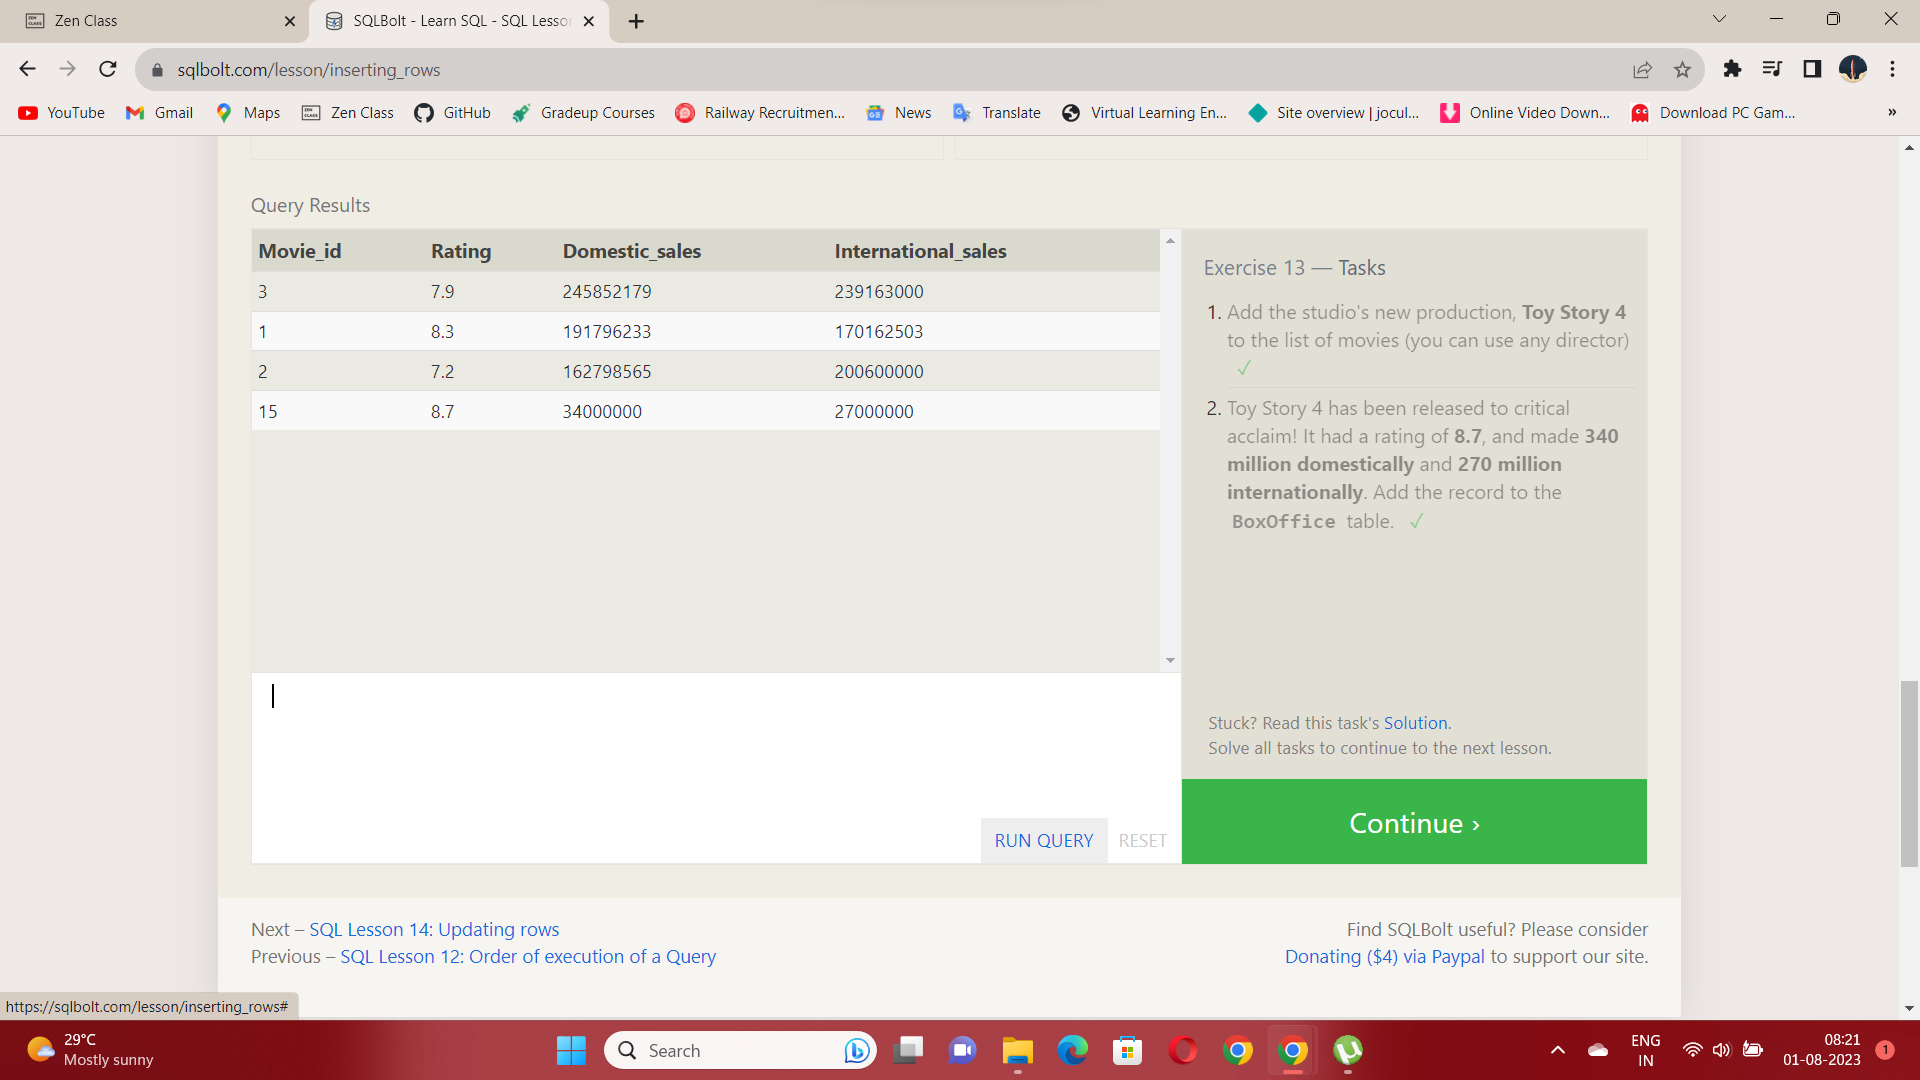 Zen Class
SQLBolt - Learn SQL - SQL Lesson
sqlbolt.com/lesson/inserting_rows
YouTube Gmail Maps Zen Class GitHub Gradeup Courses Railway Recruitmen... News Translate Virtual Learning En... Site overview | jocul... Online Video Down... Download PC Gam... »
Query Results
Movie_id Rating Domestic_sales International_sales
3 7.9 245852179 239163000
1 8.3 191796233 170162503
2 7.2 162798565 200600000
15 8.7 34000000 27000000
Exercise 13 — Tasks
1. Add the studio's new production, Toy Story 4
to the list of movies (you can use any director)
✓
2. Toy Story 4 has been released to critical
acclaim! It had a rating of 8.7, and made 340
million domestically and 270 million
internationally. Add the record to the
BoxOffice table. ✓
Stuck? Read this task's Solution.
Solve all tasks to continue to the next lesson.
RUN QUERY RESET
Continue ›
Next – SQL Lesson 14: Updating rows
Previous – SQL Lesson 12: Order of execution of a Query
Find SQLBolt useful? Please consider
Donating ($4) via Paypal to support our site.
https://sqlbolt.com/lesson/inserting_rows#
29°C
Mostly sunny
Search
ENG
IN
08:21
01-08-2023
1